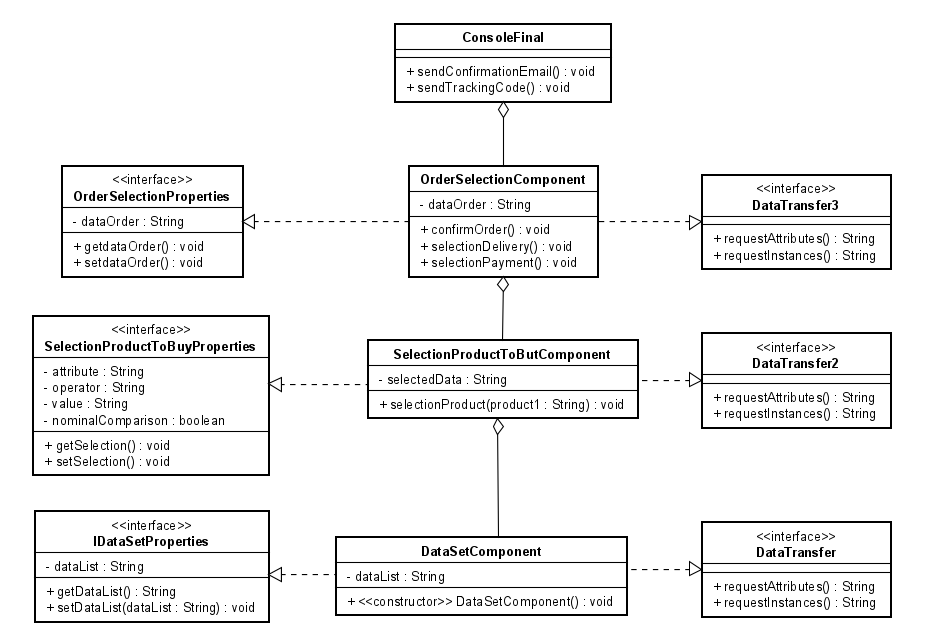 ConsoleFinal
+ sendConfirmationEmail() : void
+ sendTrackingCode() : void
<<interface>>
OrderSelectionProperties
- dataOrder : String
+ getdataOrder() : void
+ setdataOrder() : void
OrderSelectionComponent
- dataOrder : String
+ confirmOrder() : void
+ selectionDelivery() : void
+ selectionPayment() : void
<<interface>>
DataTransfer3
+ requestAttributes() : String
+ requestInstances() : String
<<interface>>
SelectionProductToBuyProperties
- attribute : String
- operator : String
- value : String
- nominalComparison : boolean
+ getSelection() : void
+ setSelection() : void
SelectionProductToButComponent
- selectedData : String
+ selectionProduct(product1 : String) : void
<<interface>>
DataTransfer2
+ requestAttributes() : String
+ requestInstances() : String
<<interface>>
IDataSetProperties
- dataList : String
+ getDataList() : String
+ setDataList(dataList : String) : void
DataSetComponent
- dataList : String
+ <<constructor>> DataSetComponent() : void
<<interface>>
DataTransfer
+ requestAttributes() : String
+ requestInstances() : String